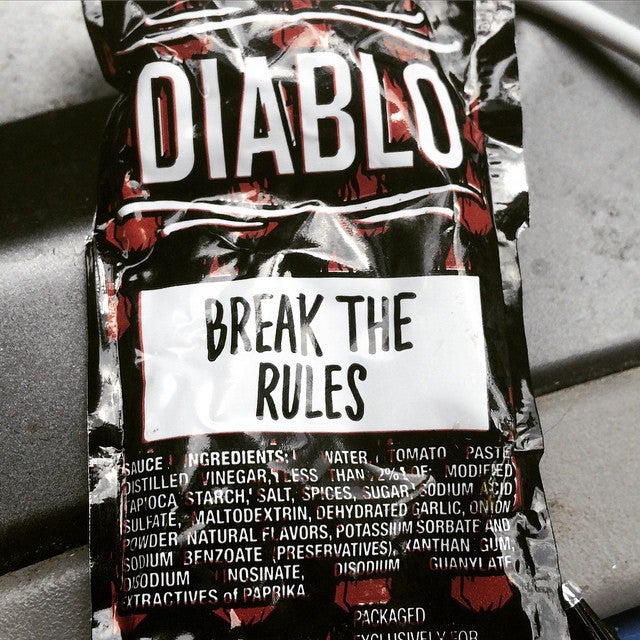 DIABLO
BREAK THE
RULES
SAUCE INGREDIENTS: WATER, TOMATO PASTE
DISTILLED VINEGAR, LESS THAN 2% OF: MODIFIED
TAPIOCA STARCH, SALT, SPICES, SUGAR, SODIUM ACID
SULFATE, MALTODEXTRIN, DEHYDRATED GARLIC, ONION
POWDER NATURAL FLAVORS, POTASSIUM SORBATE AND
SODIUM BENZOATE (PRESERVATIVES), XANTHAN GUM,
DISODIUM INOSINATE, DISODIUM GUANYLATE
EXTRACTIVES of PAPRIKA
PACKAGED
EXCLUSIVELY FOR